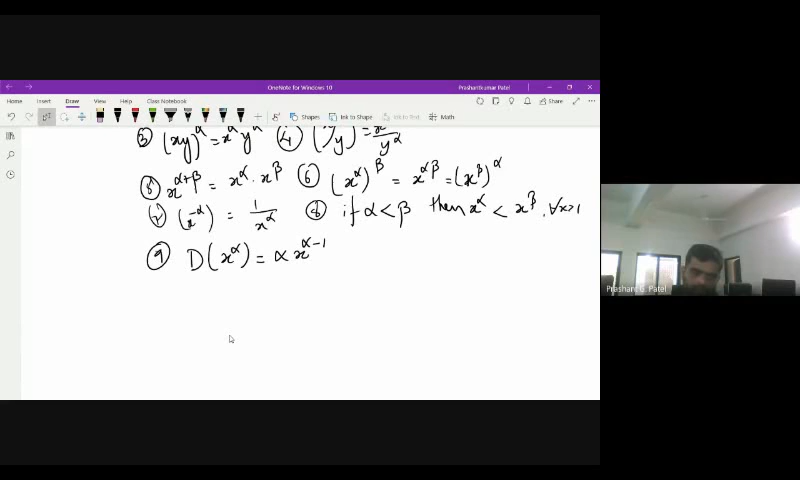 OneNote for Windows 10
Prashantkumar Patel
Home Insert Draw View Help Class Notebook
Share
Shapes Ink to Shape Ink to Text Math
③ (xy)^α = x^α y^α ④ (x/y)^α = x^α/y^α
⑤ x^(α+β) = x^α · x^β ⑥ (x^α)^β = x^(αβ) = (x^β)^α
⑦ (x^(-α)) = 1/x^α ⑧ if α < β then x^α < x^β, ∀x>1
⑨ D(x^α) = α x^(α-1)
Prashant G. Patel